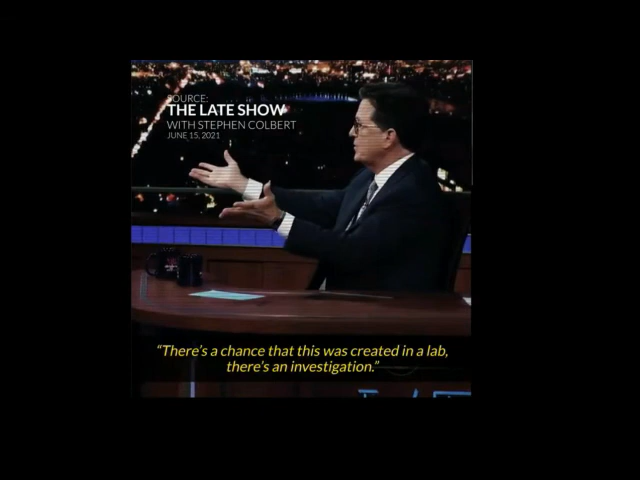 SOURCE:
THE LATE SHOW
WITH STEPHEN COLBERT
JUNE 15, 2021
“There’s a chance that this was created in a lab,
there’s an investigation.”